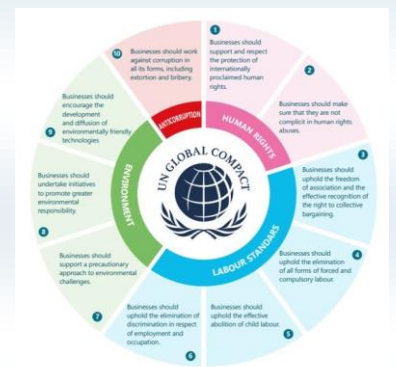 1
Businesses should
support and respect
the protection of
internationally
proclaimed human
rights.
2
Businesses should make
sure that they are not
complicit in human rights
abuses.
3
Businesses should
uphold the freedom
of association and the
effective recognition of
the right to collective
bargaining.
4
Businesses should
uphold the elimination
of all forms of forced and
compulsory labour.
5
Businesses should
uphold the effective
abolition of child labour.
6
Businesses should
uphold the elimination of
discrimination in respect
of employment and
occupation.
7
Businesses should
support a precautionary
approach to environmental
challenges.
8
Businesses should
undertake initiatives
to promote greater
environmental
responsibility.
9
Businesses should
encourage the
development
and diffusion of
environmentally friendly
technologies
10
Businesses should work
against corruption in
all its forms, including
extortion and bribery.
HUMAN RIGHTS
LABOUR STANDARS
ENVIRONMENT
ANTICORRUPTION
UN GLOBAL COMPACT